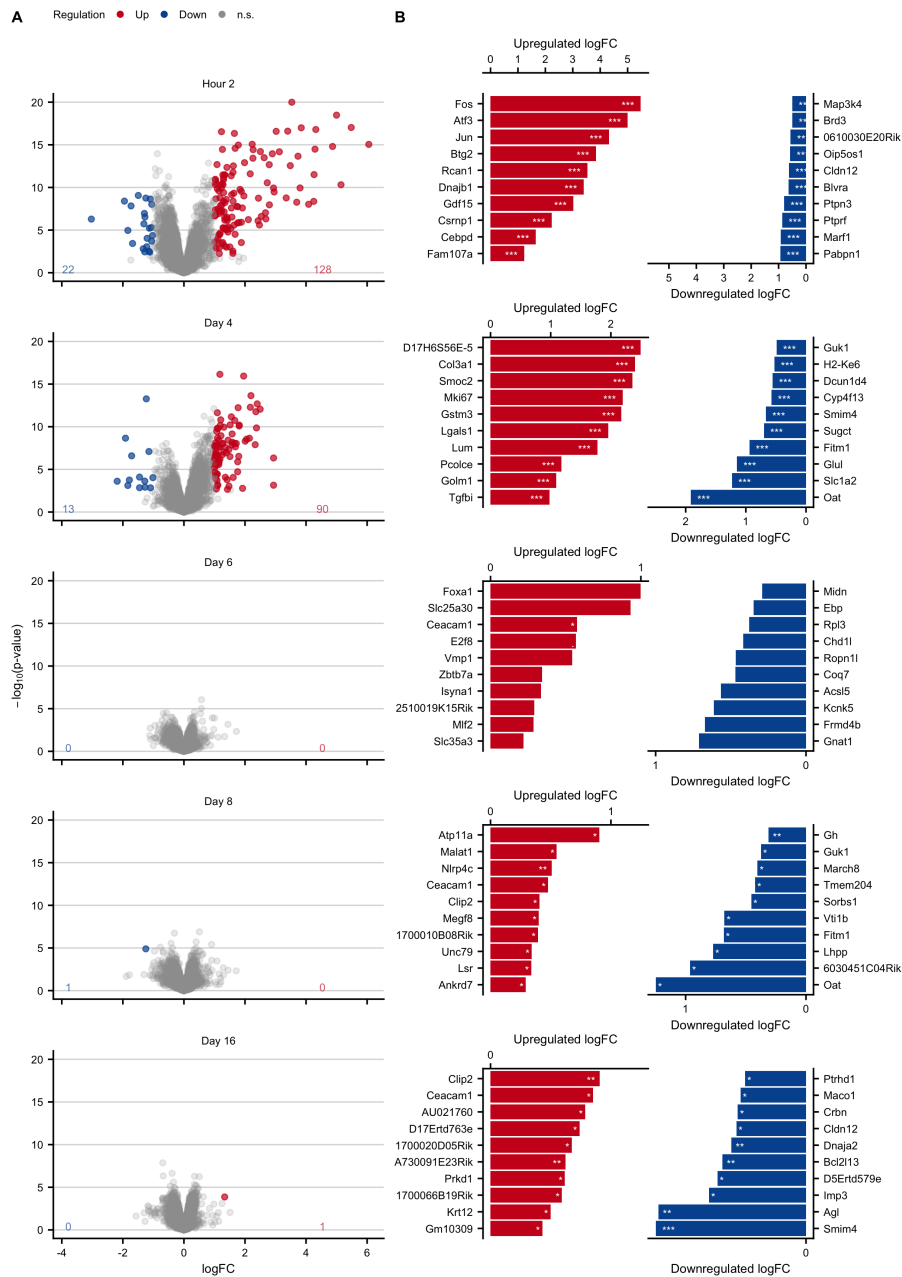 A
Regulation Up Down n.s.
Hour 2
20
15
10
5
0
22
128
Day 4
20
15
10
5
0
13
90
Day 6
20
15
10
5
0
0
0
−log10(p-value)
Day 8
20
15
10
5
0
1
0
Day 16
20
15
10
5
0
0
1
-4 -2 0 2 4 6
logFC
B
Upregulated logFC
0 1 2 3 4 5
Fos ***
Atf3 ***
Jun ***
Btg2 ***
Rcan1 ***
Dnajb1 ***
Gdf15 ***
Csrnp1 ***
Cebpd ***
Fam107a ***
** Map3k4
** Brd3
** 0610030E20Rik
** Oip5os1
*** Cldn12
*** Blvra
*** Ptpn3
*** Ptprf
*** Marf1
*** Pabpn1
5 4 3 2 1 0
Downregulated logFC
Upregulated logFC
0 1 2
D17H6S56E-5 ***
Col3a1 ***
Smoc2 ***
Mki67 ***
Gstm3 ***
Lgals1 ***
Lum ***
Pcolce ***
Golm1 ***
Tgfbi ***
*** Guk1
*** H2-Ke6
*** Dcun1d4
*** Cyp4f13
*** Smim4
*** Sugct
*** Fitm1
*** Glul
*** Slc1a2
*** Oat
2 1 0
Downregulated logFC
Upregulated logFC
0 1
Foxa1
Slc25a30
Ceacam1 *
E2f8
Vmp1
Zbtb7a
Isyna1
2510019K15Rik
Mlf2
Slc35a3
Midn
Ebp
Rpl3
Chd1l
Ropn1l
Coq7
Acsl5
Kcnk5
Frmd4b
Gnat1
1 0
Downregulated logFC
Upregulated logFC
0 1
Atp11a *
Malat1 *
Nlrp4c **
Ceacam1 *
Clip2 *
Megf8 *
1700010B08Rik *
Unc79 *
Lsr *
Ankrd7 *
** Gh
* Guk1
* March8
* Tmem204
* Sorbs1
* Vti1b
* Fitm1
* Lhpp
* 6030451C04Rik
* Oat
1 0
Downregulated logFC
Upregulated logFC
0
Clip2 **
Ceacam1 *
AU021760 *
D17Ertd763e *
1700020D05Rik *
A730091E23Rik **
Prkd1 *
1700066B19Rik *
Krt12 *
Gm10309 *
* Ptrhd1
* Maco1
* Crbn
* Cldn12
** Dnaja2
** Bcl2l13
* D5Ertd579e
* Imp3
** Agl
*** Smim4
0
Downregulated logFC